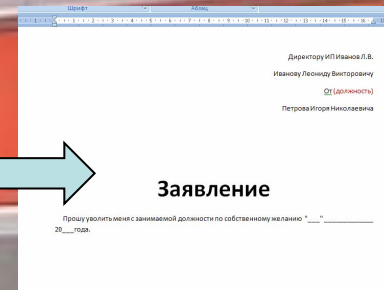 Шрифт Абзац
Директору ИП Иванов Л.В.
Иванову Леониду Викторовичу
От (должность)
Петрова Игоря Николаевича
Заявление
Прошу уволить меня с занимаемой должности по собственному желанию "___"______________
20___года.